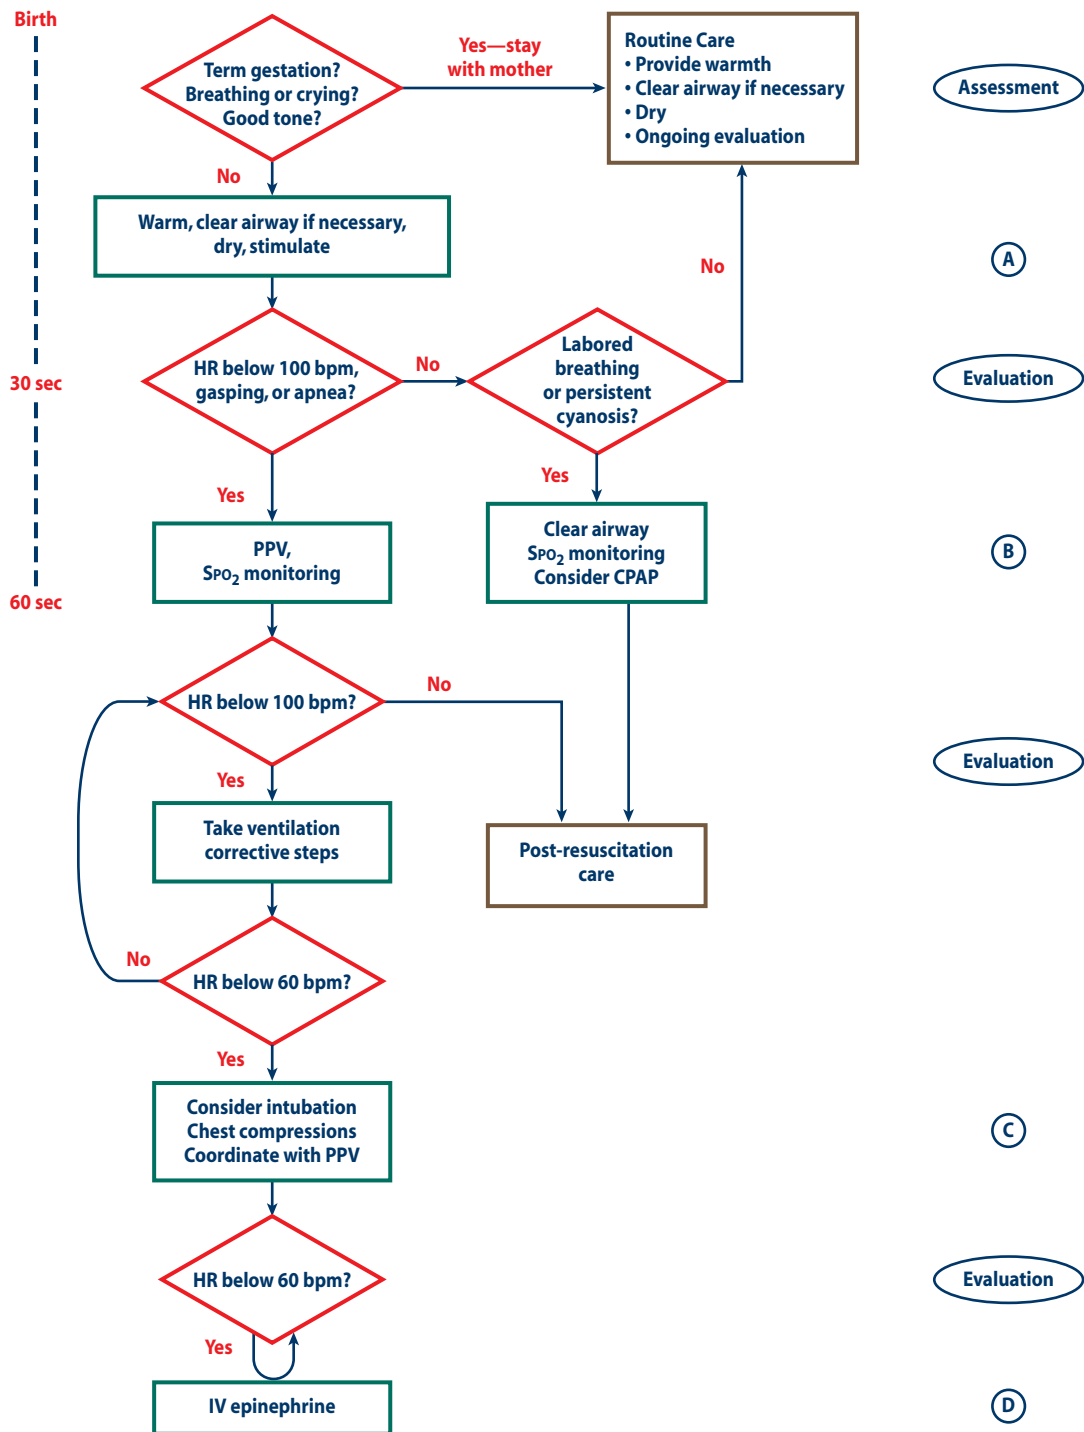 Birth
Term gestation?
Breathing or crying?
Good tone?
Yes—stay
with mother
Routine Care
• Provide warmth
• Clear airway if necessary
• Dry
• Ongoing evaluation
Assessment
No
Warm, clear airway if necessary,
dry, stimulate
No
A
30 sec
HR below 100 bpm,
gasping, or apnea?
No
Labored
breathing
or persistent
cyanosis?
Evaluation
Yes
Yes
PPV,
SPO2 monitoring
Clear airway
SPO2 monitoring
Consider CPAP
B
60 sec
HR below 100 bpm?
No
Evaluation
Yes
Take ventilation
corrective steps
Post-resuscitation
care
No
HR below 60 bpm?
Yes
Consider intubation
Chest compressions
Coordinate with PPV
C
HR below 60 bpm?
Evaluation
Yes
IV epinephrine
D